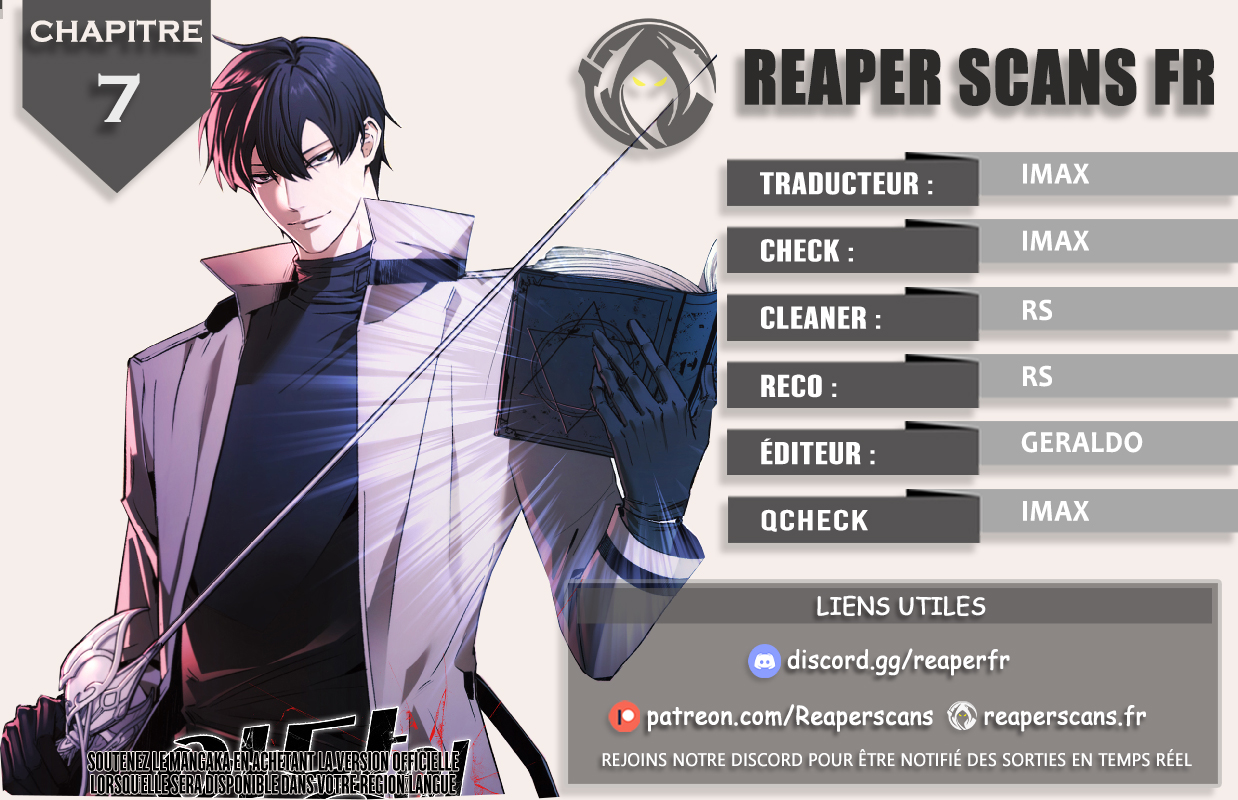 CHAPITRE
7
REAPER SCANS FR
TRADUCTEUR : IMAX
CHECK : IMAX
CLEANER : RS
RECO : RS
ÉDITEUR : GERALDO
QCHECK IMAX
LIENS UTILES
discord.gg/reaperfr
patreon.com/Reaperscans reaperscans.fr
REJOINS NOTRE DISCORD POUR ÊTRE NOTIFIÉ DES SORTIES EN TEMPS RÉEL
SOUTENEZ LE MANGAKA EN ACHETANT LA VERSION OFFICIELLE
LORSQU'ELLE SERA DISPONIBLE DANS VOTRE REGION LANGUE